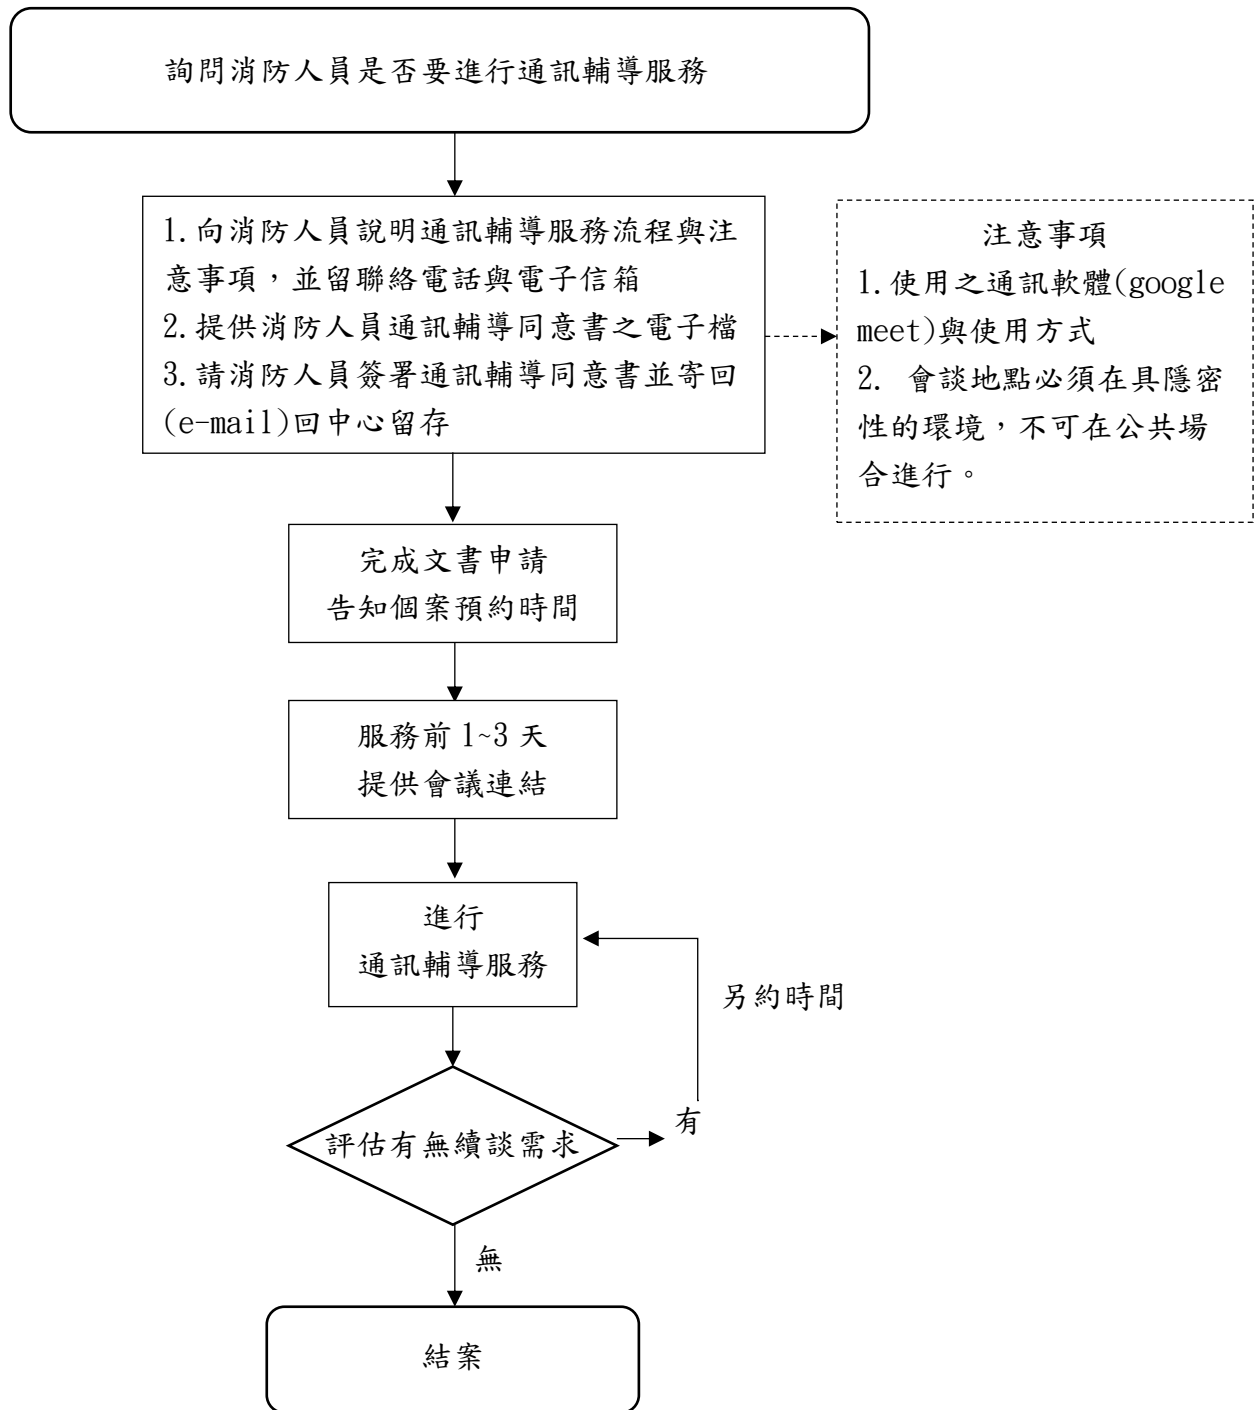 詢問消防人員是否要進行通訊輔導服務
1.向消防人員說明通訊輔導服務流程與注
意事項，並留聯絡電話與電子信箱
2.提供消防人員通訊輔導同意書之電子檔
3.請消防人員簽署通訊輔導同意書並寄回
(e-mail)回中心留存
注意事項
1.使用之通訊軟體(google
meet)與使用方式
2. 會談地點必須在具隱密
性的環境，不可在公共場
合進行。
完成文書申請
告知個案預約時間
服務前 1~3 天
提供會議連結
進行
通訊輔導服務
另約時間
評估有無續談需求
有
無
結案